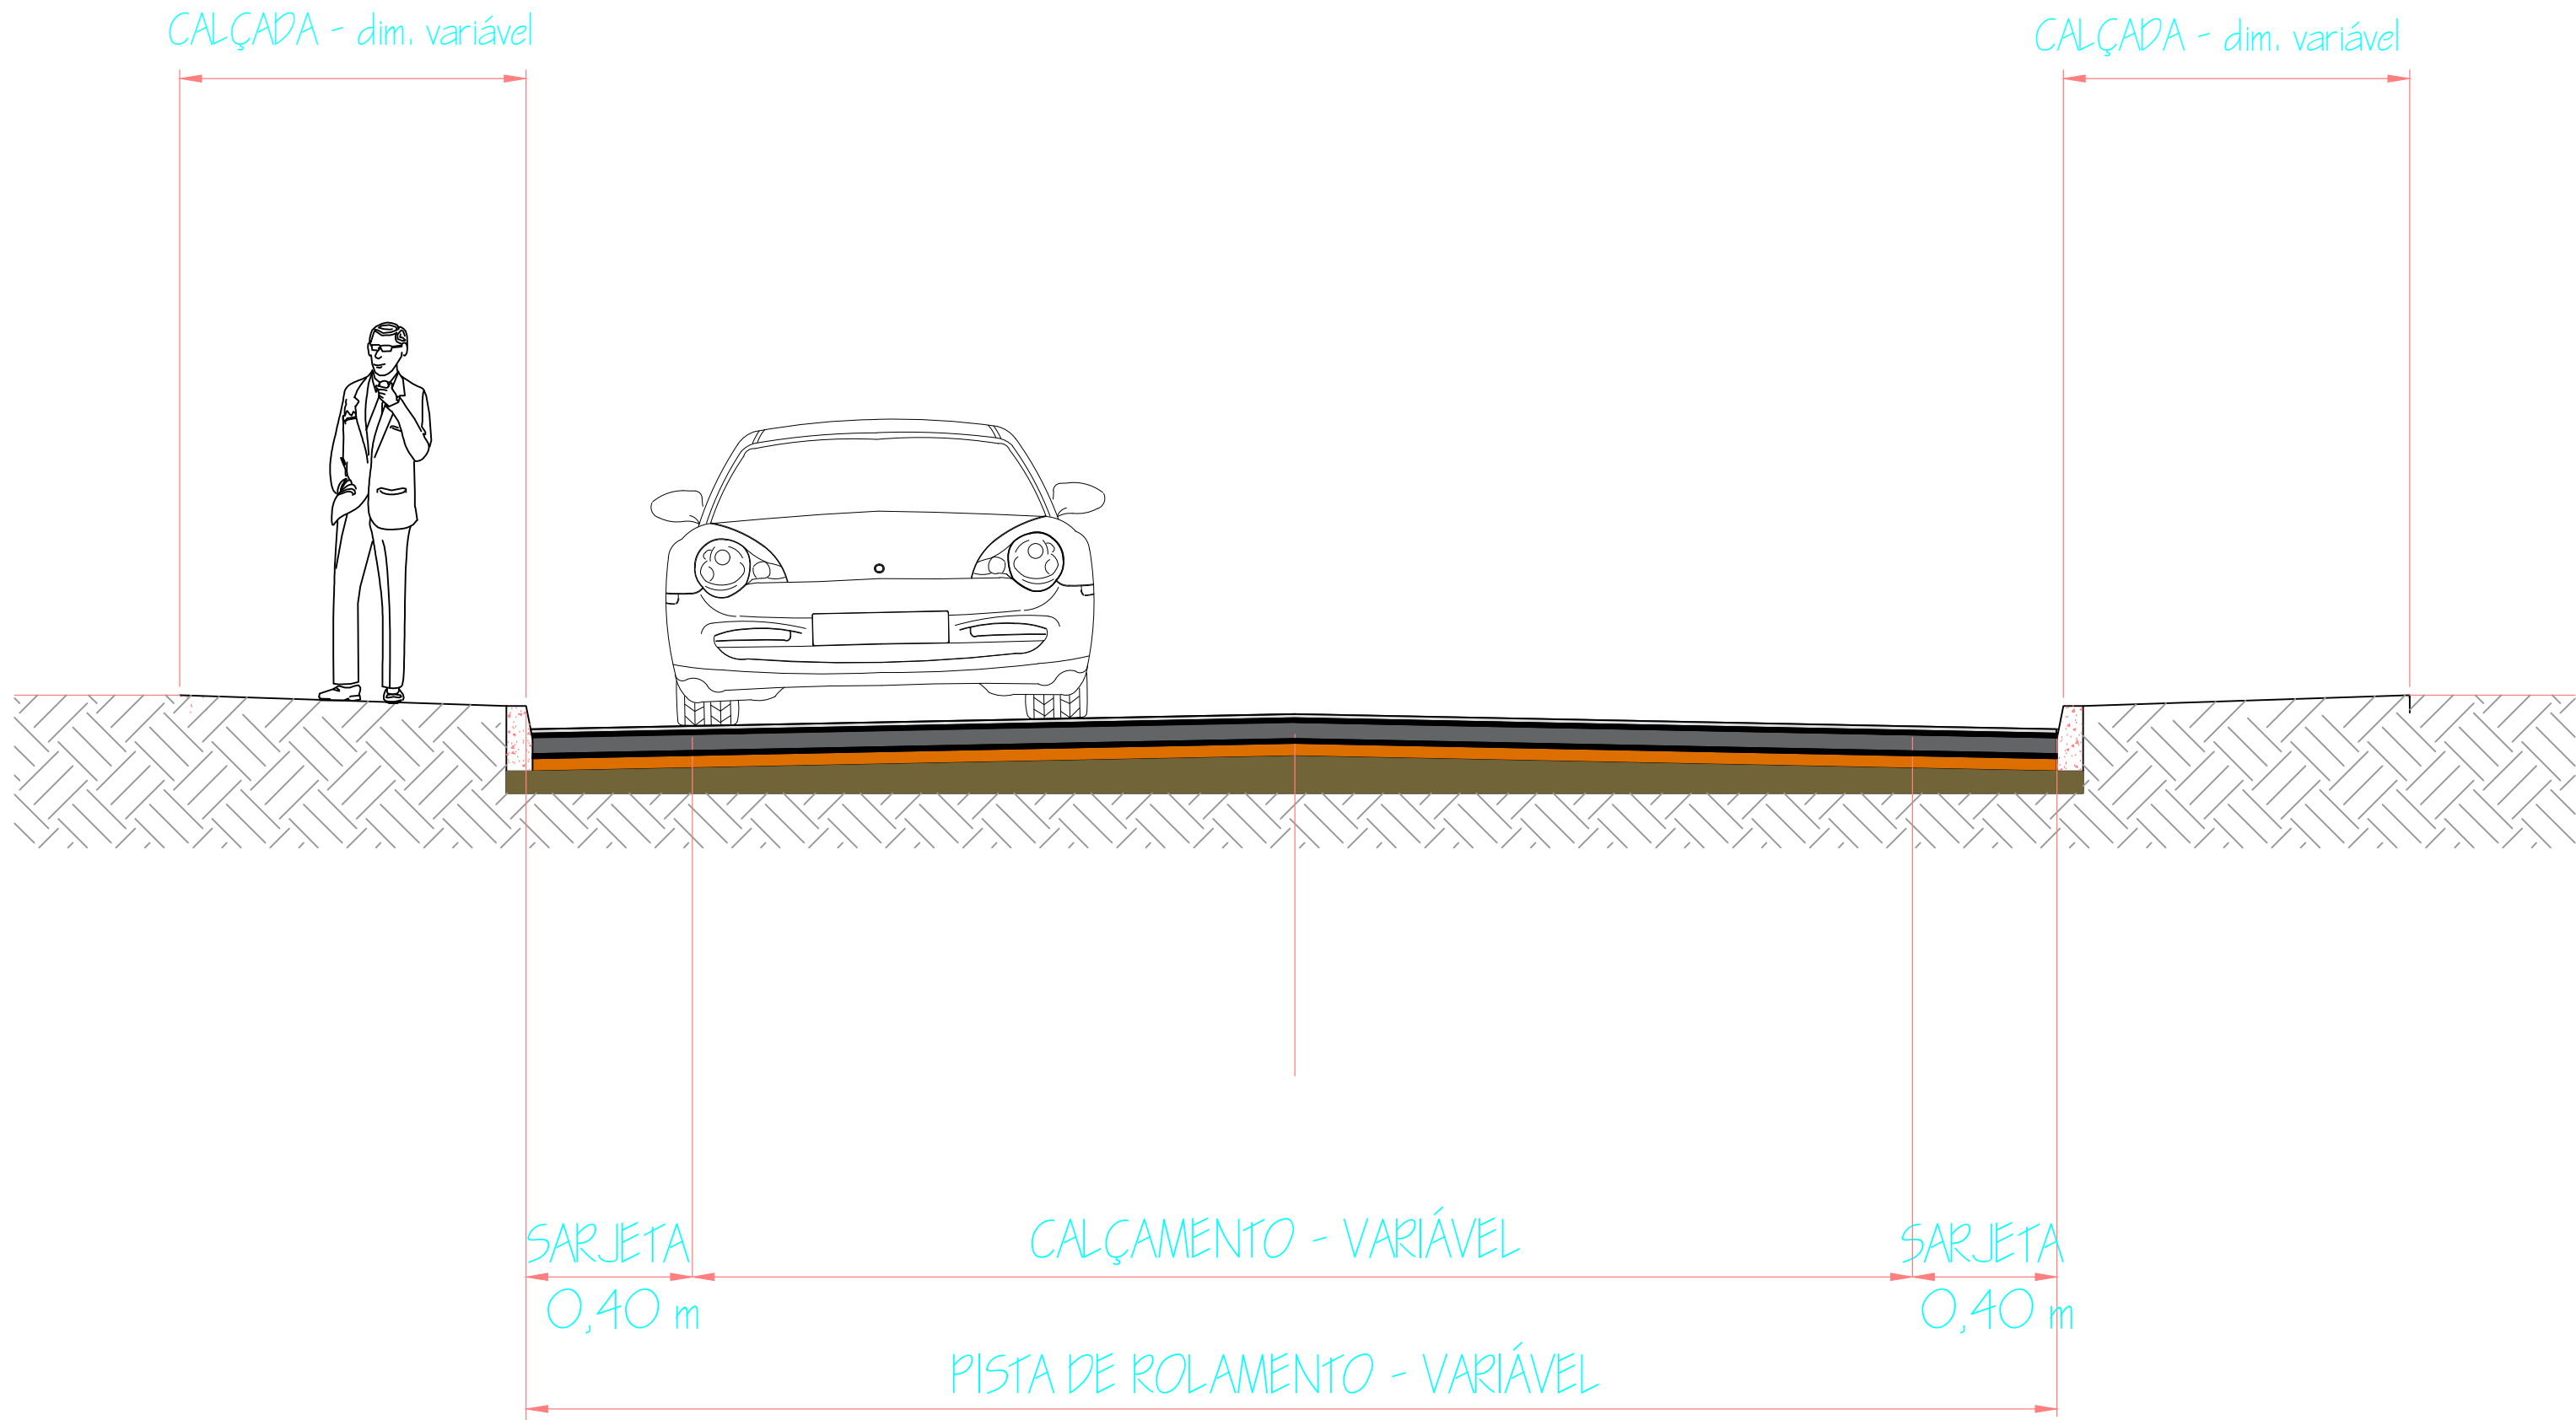 CALÇADA - dim. variável
CALÇADA - dim. variável
SARJETA
CALÇAMENTO - VARIÁVEL
SARJETA
0,40 m
0,40 m
PISTA DE ROLAMENTO - VARIÁVEL